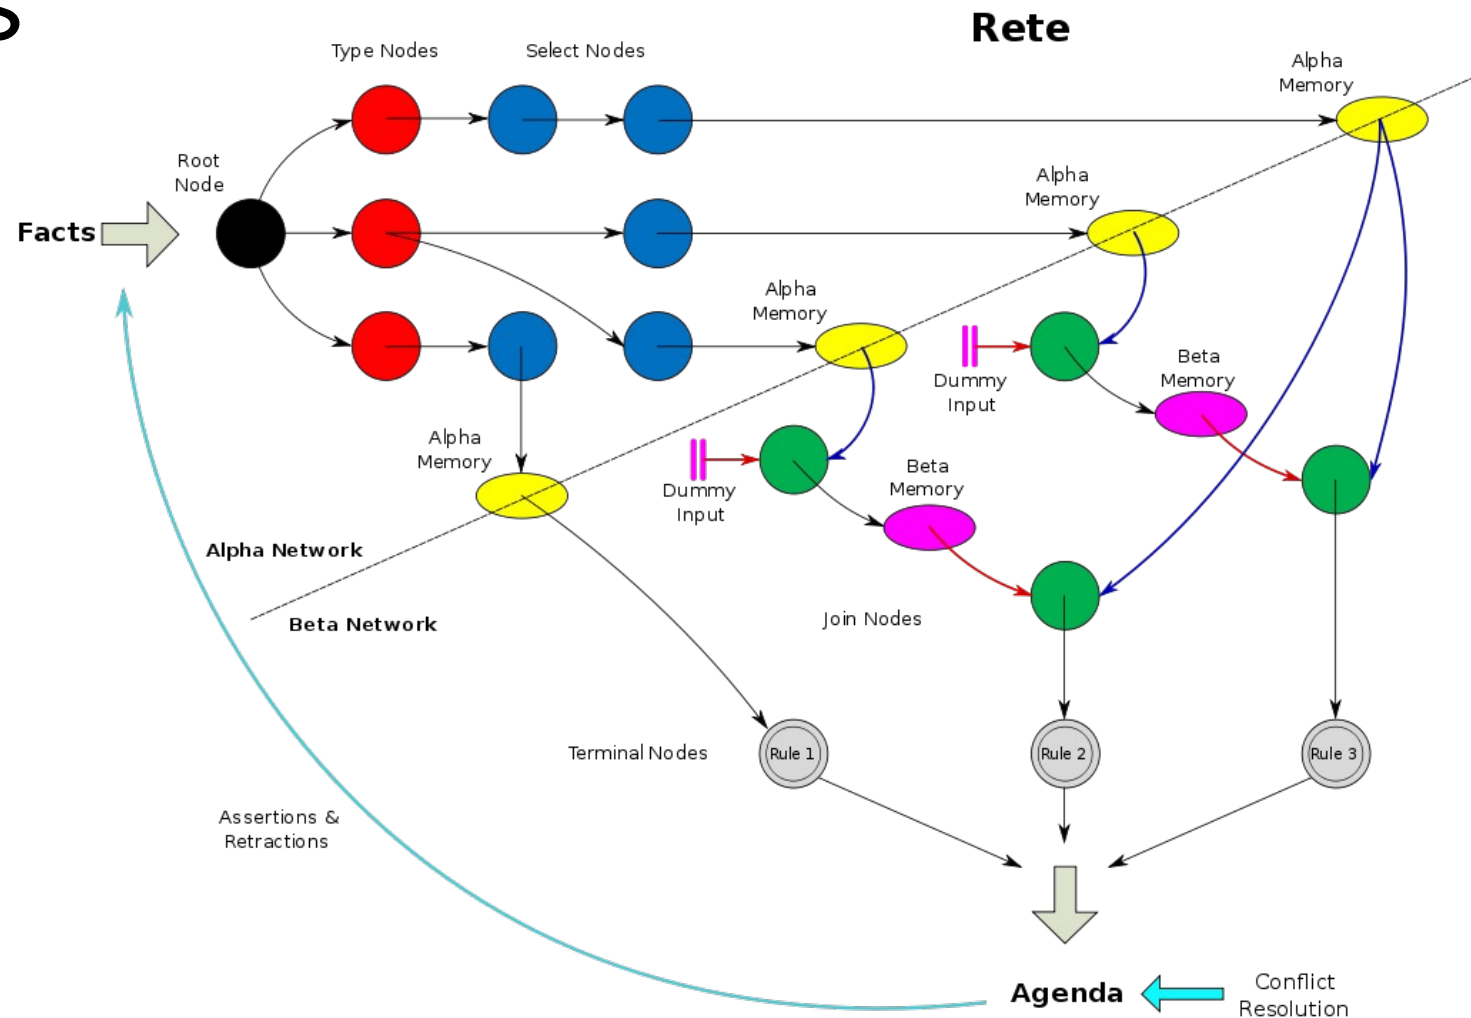 Rete
Type Nodes
Select Nodes
Alpha
Memory
Root
Node
Alpha
Memory
Facts
Alpha
Memory
Dummy
Input
Beta
Memory
Alpha
Memory
Dummy
Input
Beta
Memory
Alpha Network
Beta Network
Join Nodes
Terminal Nodes
Rule 1
Rule 2
Rule 3
Assertions &
Retractions
Agenda
Conflict
Resolution